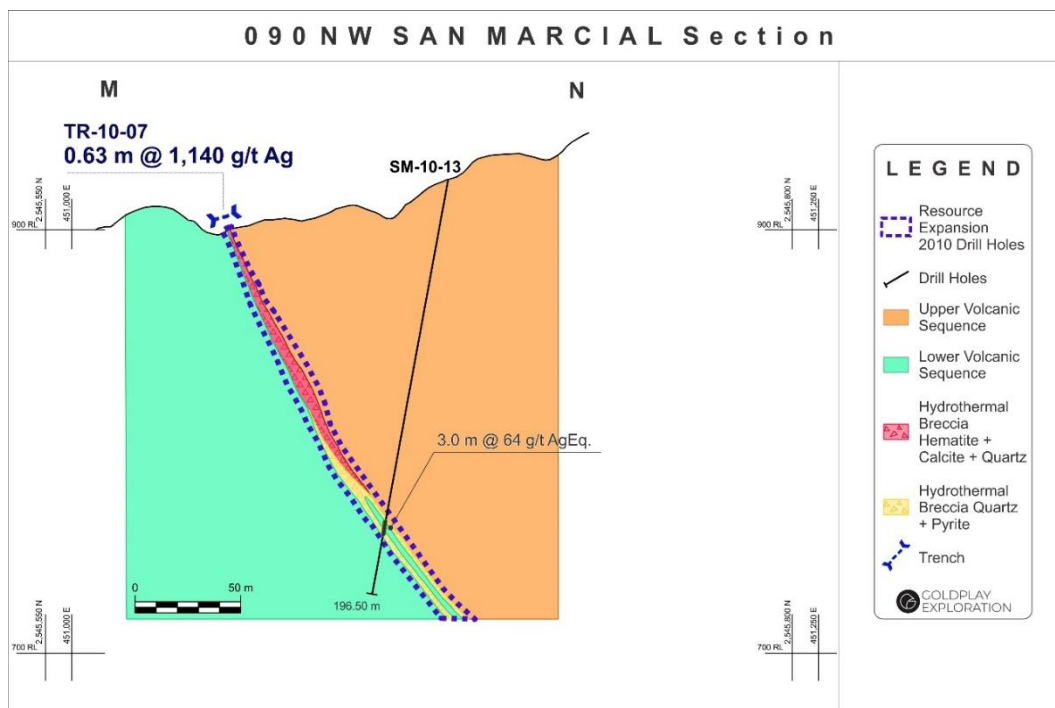 090NW SAN MARCIAL Section
M
N
TR-10-07
0.63 m @ 1,140 g/t Ag
SM-10-13
2,545,550 N
451,000 E
900 RL
2,545,800 N
451,250 E
900 RL
3.0 m @ 64 g/t AgEq.
0
50 m
196.50 m
2,545,550 N
451,000 E
700 RL
2,545,800 N
451,250 E
700 RL
LEGEND
Resource
Expansion
2010 Drill Holes
Drill Holes
Upper Volcanic
Sequence
Lower Volcanic
Sequence
Hydrothermal
Breccia
Hematite +
Calcite + Quartz
Hydrothermal
Breccia Quartz
+ Pyrite
Trench
GOLDPLAY
EXPLORATION